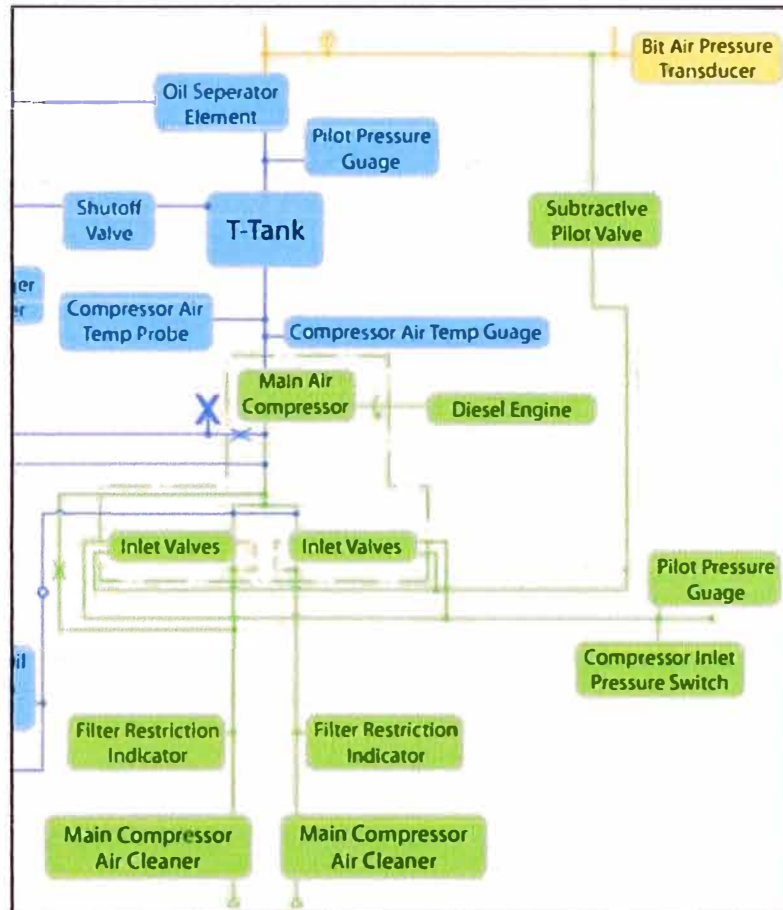 Bit Air Pressure
Transducer
Oil Seperator
Element
Pilot Pressure
Guage
Shutoff
Valve
T-Tank
Subtractive
Pilot Valve
Compressor Air
Temp Probe
Compressor Air Temp Guage
Main Air
Compressor
Diesel Engine
Inlet Valves
Inlet Valves
Pilot Pressure
Guage
Compressor Inlet
Pressure Switch
Filter Restriction
Indicator
Filter Restriction
Indicator
Main Compressor
Air Cleaner
Main Compressor
Air Cleaner